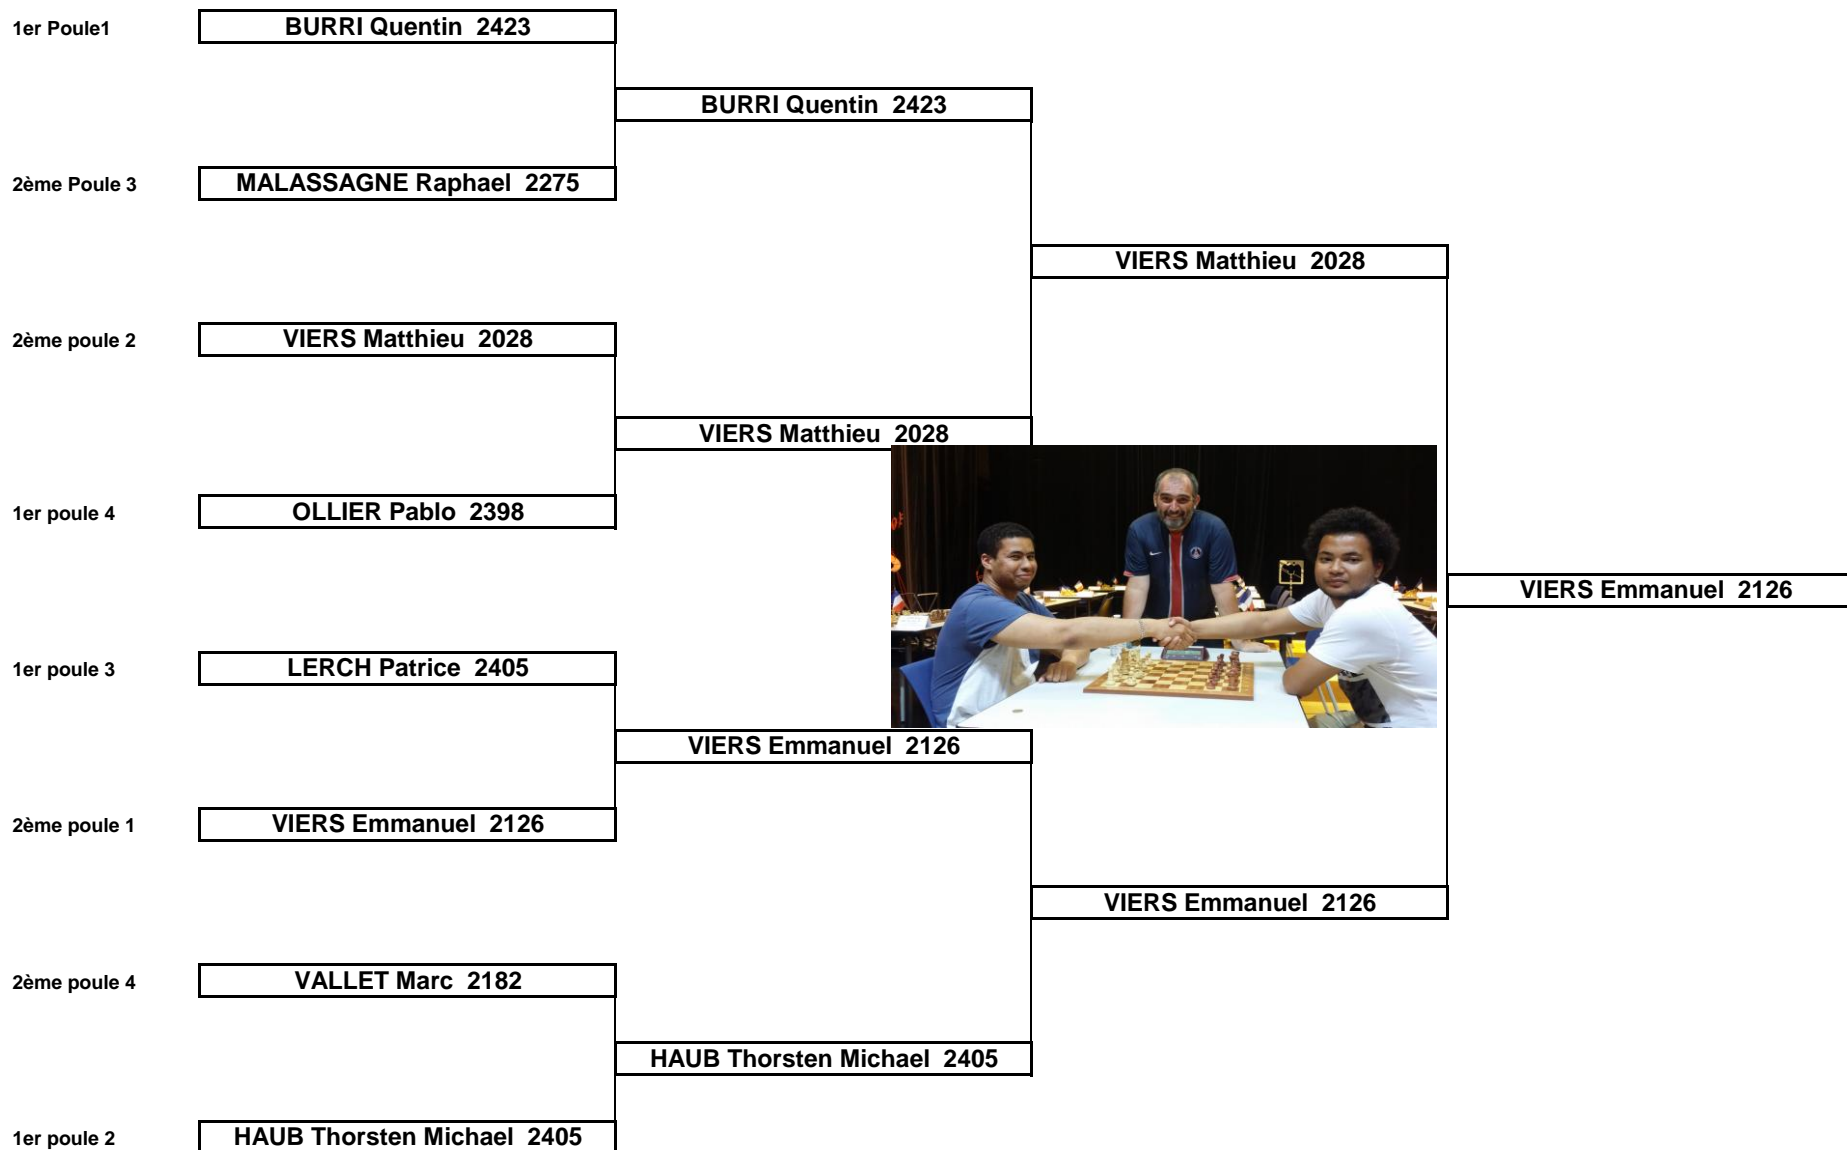 1er Poule1
BURRI Quentin 2423
BURRI Quentin 2423
2ème Poule 3
MALASSAGNE Raphael 2275
VIERS Matthieu 2028
2ème poule 2
VIERS Matthieu 2028
VIERS Matthieu 2028
1er poule 4
OLLIER Pablo 2398
VIERS Emmanuel 2126
1er poule 3
LERCH Patrice 2405
VIERS Emmanuel 2126
2ème poule 1
VIERS Emmanuel 2126
VIERS Emmanuel 2126
2ème poule 4
VALLET Marc 2182
HAUB Thorsten Michael 2405
1er poule 2
HAUB Thorsten Michael 2405